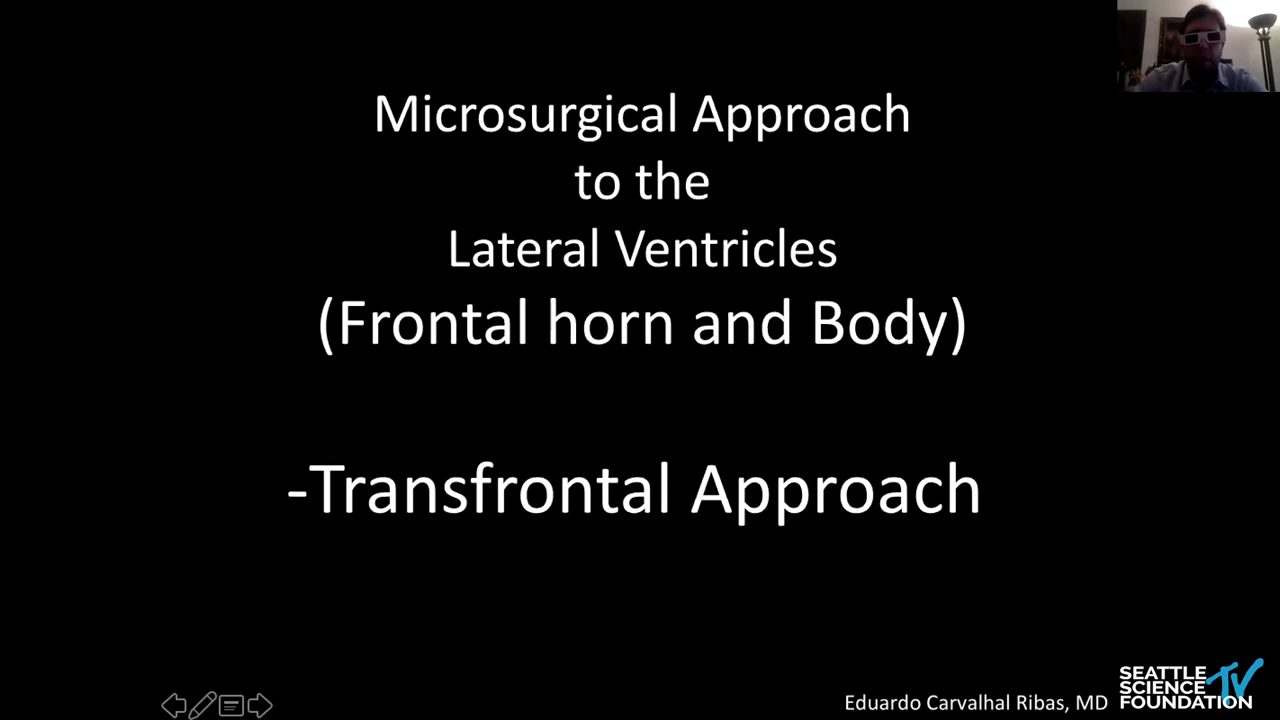 Microsurgical Approach
to the
Lateral Ventricles
(Frontal horn and Body)
-Transfrontal Approach
Eduardo Carvalhal Ribas, MD
SEATTLE
SCIENCE
FOUNDATION
TV